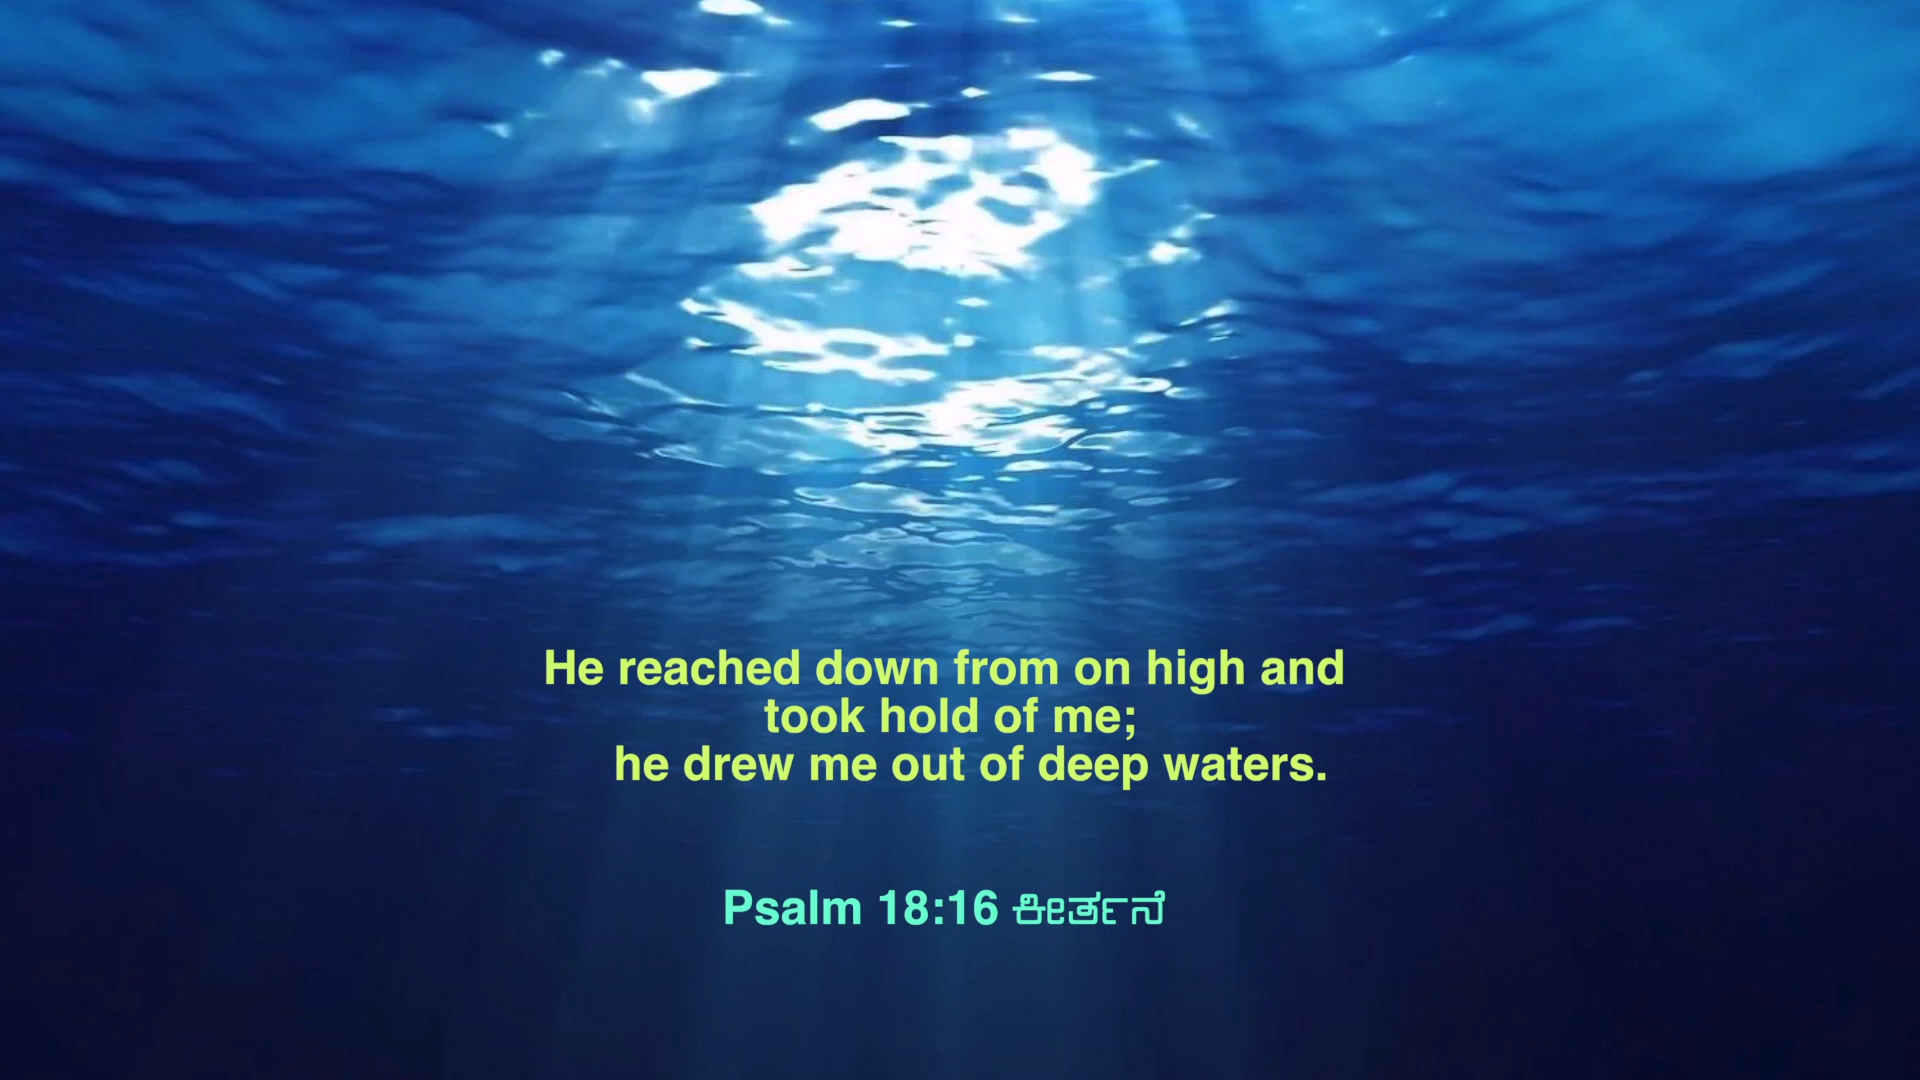 He reached down from on high and
took hold of me;
he drew me out of deep waters.
Psalm 18:16 ಕೀರ್ತನೆ